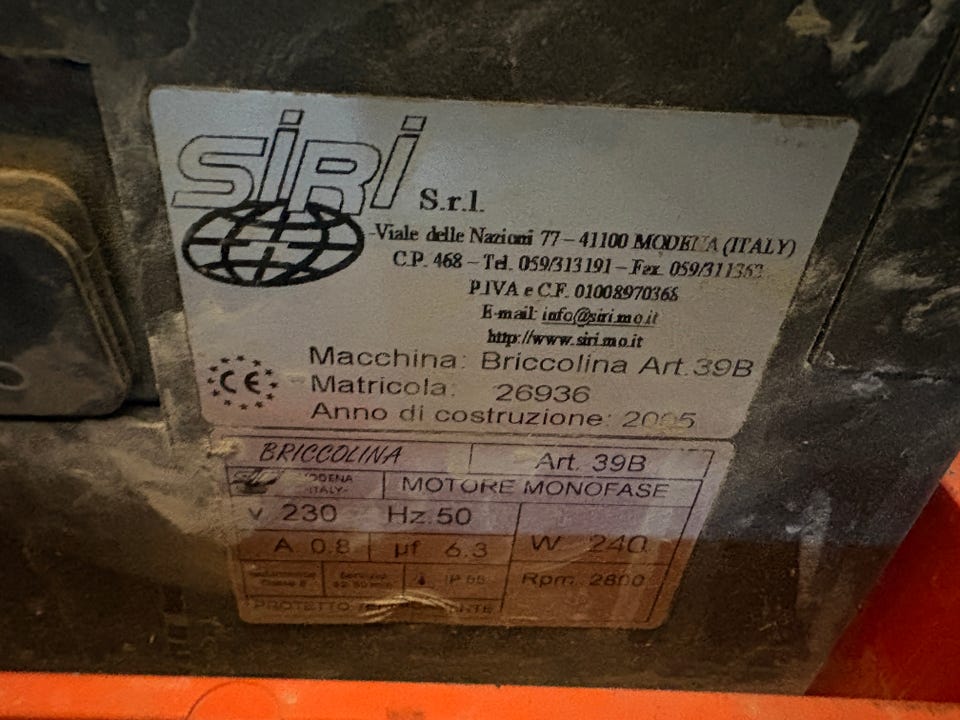 SIRI S.r.l.
Viale delle Nazioni 77 – 41100 MODENA (ITALY)
C.P. 468 – Tel. 059/313191 – Fax. 059/311363
P.IVA e C.F. 01008970368
E-mail: info@siri.mo.it
http://www.siri.mo.it
Macchina: Briccolina Art.39B
CE Matricola: 26936
Anno di costruzione: 2005
BRICCOLINA Art. 39B
MODENA
-ITALY- MOTORE MONOFASE
V. 230 Hz.50
A 0.8 µf 6.3 W 240
IP 55 Rpm. 2800
PROTETTO